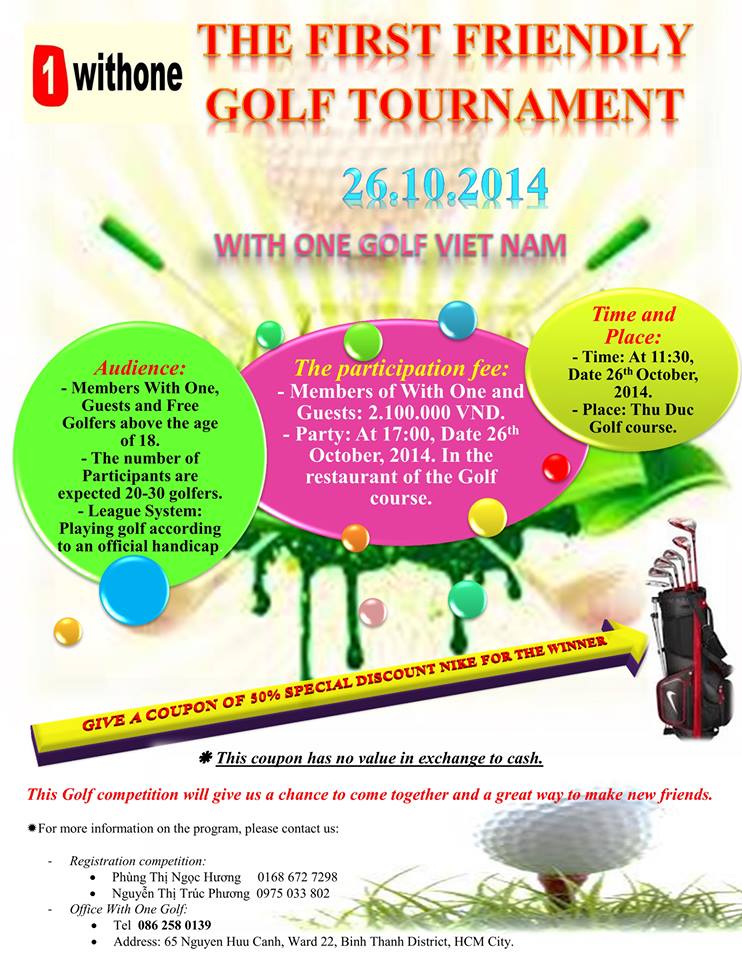 1 withone
THE FIRST FRIENDLY
GOLF TOURNAMENT
26.10.2014
WITH ONE GOLF VIET NAM
Audience:
- Members With One,
Guests and Free
Golfers above the age
of 18.
- The number of
Participants are
expected 20-30 golfers.
- League System:
Playing golf according
to an official handicap
The participation fee:
- Members of With One and
Guests: 2.100.000 VND.
- Party: At 17:00, Date 26th
October, 2014. In the
restaurant of the Golf
course.
Time and
Place:
- Time: At 11:30,
Date 26th October,
2014.
- Place: Thu Duc
Golf course.
GIVE A COUPON OF 50% SPECIAL DISCOUNT NIKE FOR THE WINNER
✵ This coupon has no value in exchange to cash.
This Golf competition will give us a chance to come together and a great way to make new friends.
✹For more information on the program, please contact us:
- Registration competition:
• Phùng Thị Ngọc Hương 0168 672 7298
• Nguyễn Thị Trúc Phương 0975 033 802
- Office With One Golf:
• Tel 086 258 0139
• Address: 65 Nguyen Huu Canh, Ward 22, Binh Thanh District, HCM City.